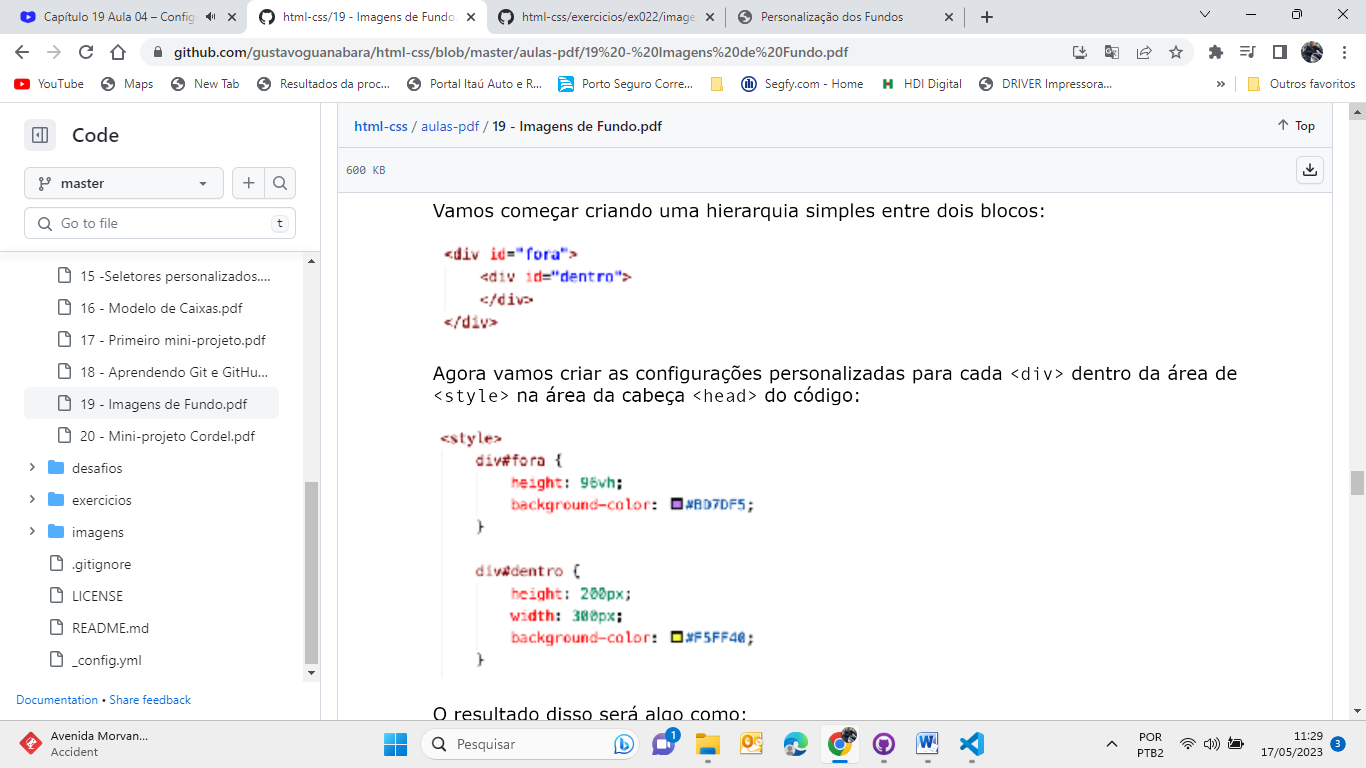 Capítulo 19 Aula 04 – Config
html-css/19 - Imagens de Fundo.
html-css/exercicios/ex022/image
Personalização dos Fundos
github.com/gustavoguanabara/html-css/blob/master/aulas-pdf/19%20-%20Imagens%20de%20Fundo.pdf
YouTube
Maps
New Tab
Resultados da proc...
Portal Itaú Auto e R...
Porto Seguro Corre...
Segfy.com - Home
HDI Digital
DRIVER Impressora...
»
Outros favoritos
Code
master
Go to file
t
15 -Seletores personalizados....
16 - Modelo de Caixas.pdf
17 - Primeiro mini-projeto.pdf
18 - Aprendendo Git e GitHu...
19 - Imagens de Fundo.pdf
20 - Mini-projeto Cordel.pdf
desafios
exercicios
imagens
.gitignore
LICENSE
README.md
_config.yml
Documentation • Share feedback
html-css / aulas-pdf / 19 - Imagens de Fundo.pdf
Top
600 KB
Vamos começar criando uma hierarquia simples entre dois blocos:
<div id="fora">
<div id="dentro">
</div>
</div>
Agora vamos criar as configurações personalizadas para cada <div> dentro da área de
<style> na área da cabeça <head> do código:
<style>
div#fora {
height: 96vh;
background-color: #BD7DF5;
}
div#dentro {
height: 200px;
width: 300px;
background-color: #F5FF40;
}
O resultado disso será algo como:
Avenida Morvan...
Accident
Pesquisar
1
POR
PTB2
11:29
17/05/2023
3